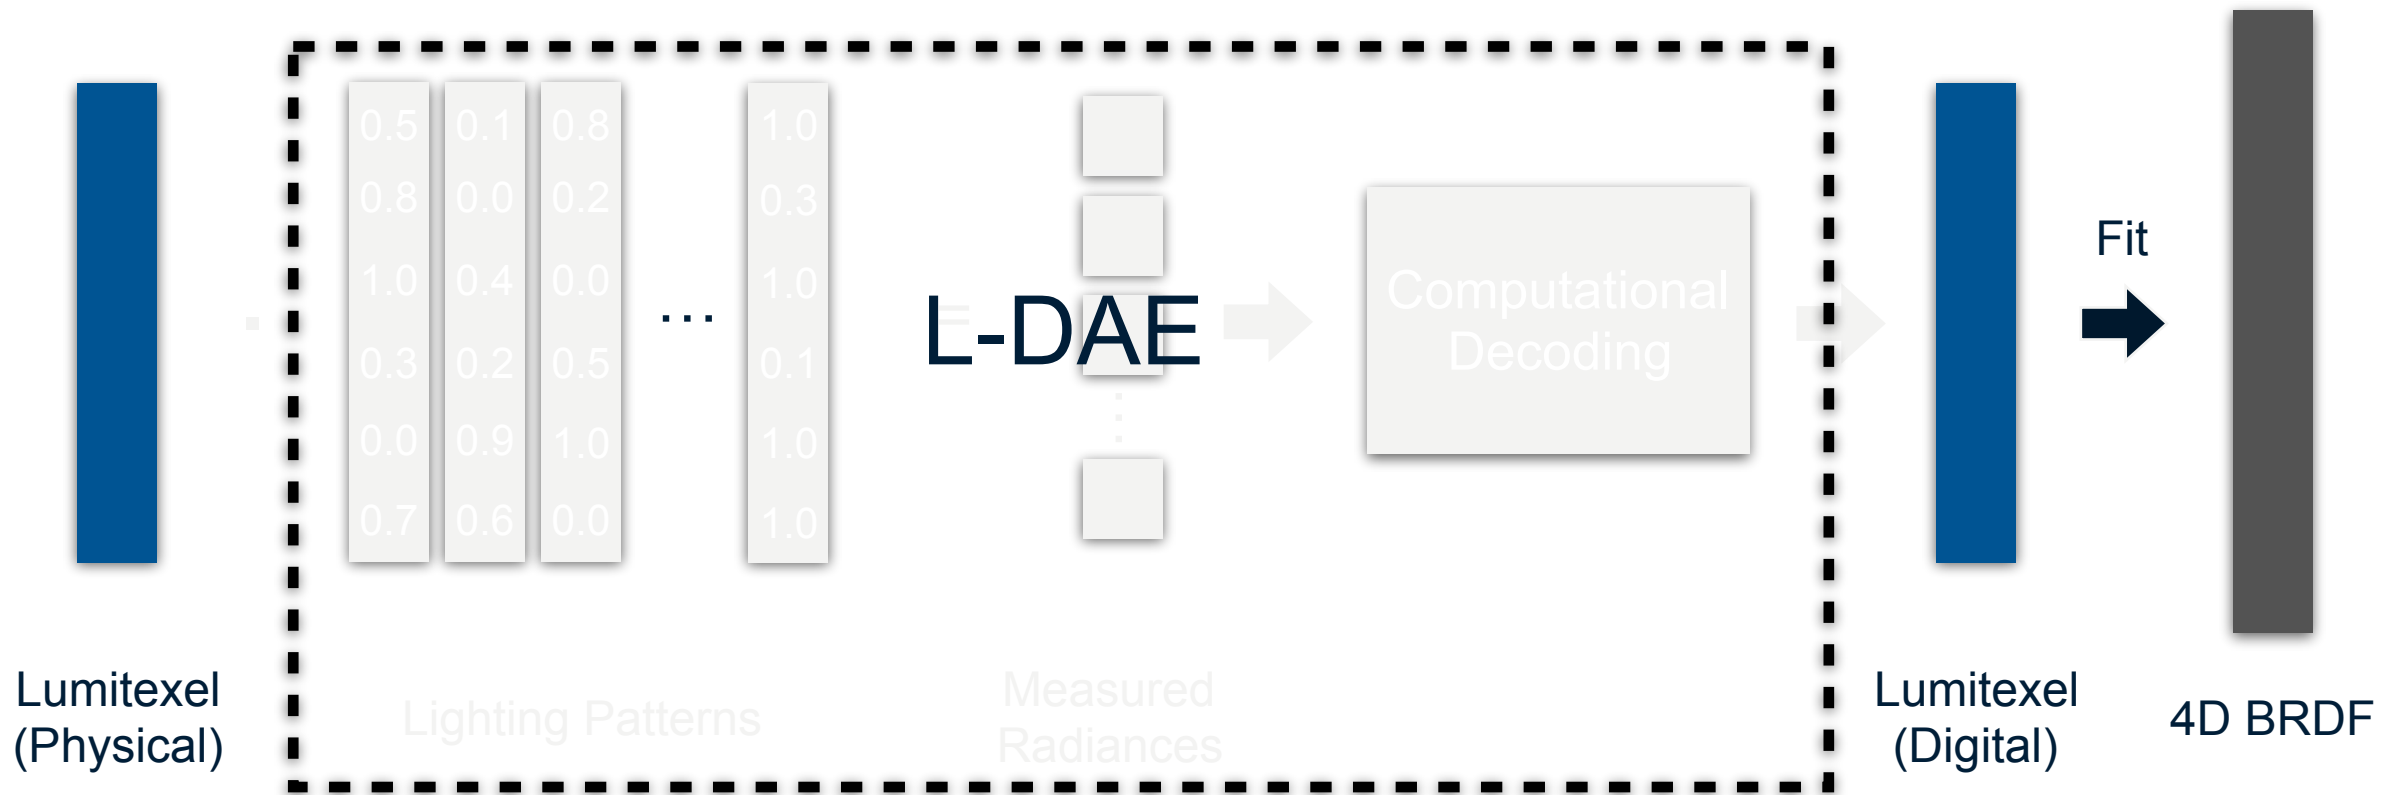 0.5 0.1 0.8 1.0
0.8 0.0 0.2 0.3
1.0 0.4 0.0 ... 1.0
0.3 0.2 0.5 0.1
0.0 0.9 1.0 1.0
0.7 0.6 0.0 1.0
=
L-DAE
Computational
Decoding
Fit
Lumitexel
(Physical)
Lighting Patterns
Measured
Radiances
Lumitexel
(Digital)
4D BRDF